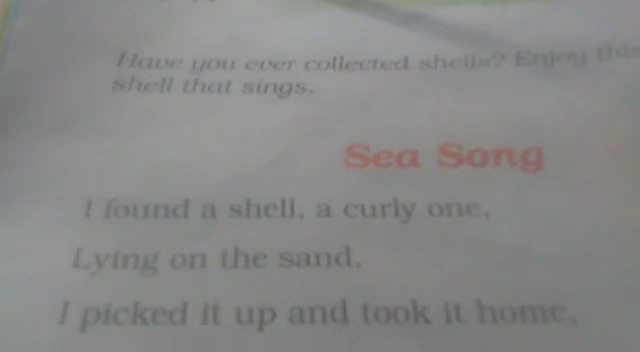 Have you ever collected shells? Enjoy this
shell that sings.
Sea Song
I found a shell, a curly one,
Lying on the sand.
I picked it up and took it home,